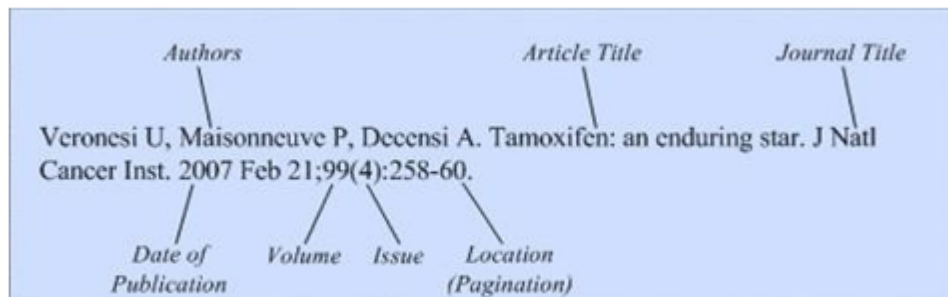 Authors Article Title Journal Title
Veronesi U, Maisonneuve P, Decensi A. Tamoxifen: an enduring star. J Natl
Cancer Inst. 2007 Feb 21;99(4):258-60.
Date of Volume Issue Location
Publication (Pagination)